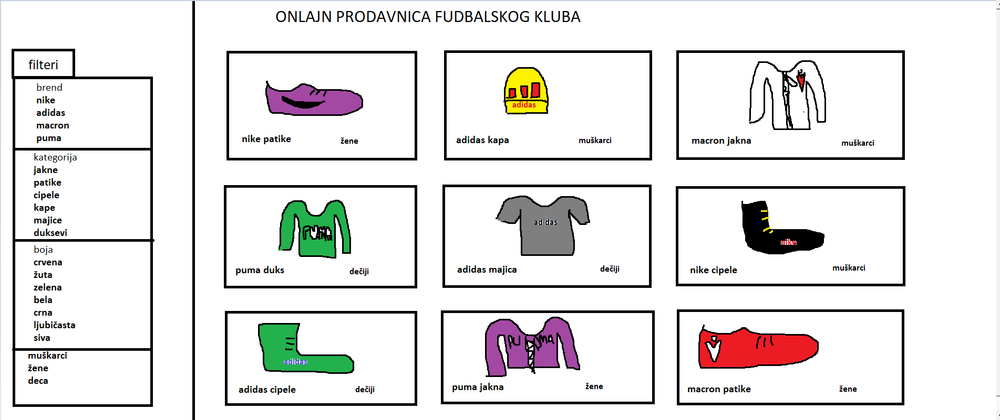 ONLAJN PRODAVNICA FUDBALSKOG KLUBA
filteri
brend
nike
adidas
macron
puma
kategorija
jakne
patike
cipele
kape
majice
duksevi
boja
crvena
žuta
zelena
bela
crna
ljubičasta
siva
muškarci
žene
deca
nike patike
žene
adidas
adidas kapa
muškarci
macron jakna
muškarci
PUMA
puma duks
dečiji
adidas
adidas majica
dečiji
nike
nike cipele
muškarci
adidas
adidas cipele
dečiji
PU MA
puma jakna
žene
macron patike
žene